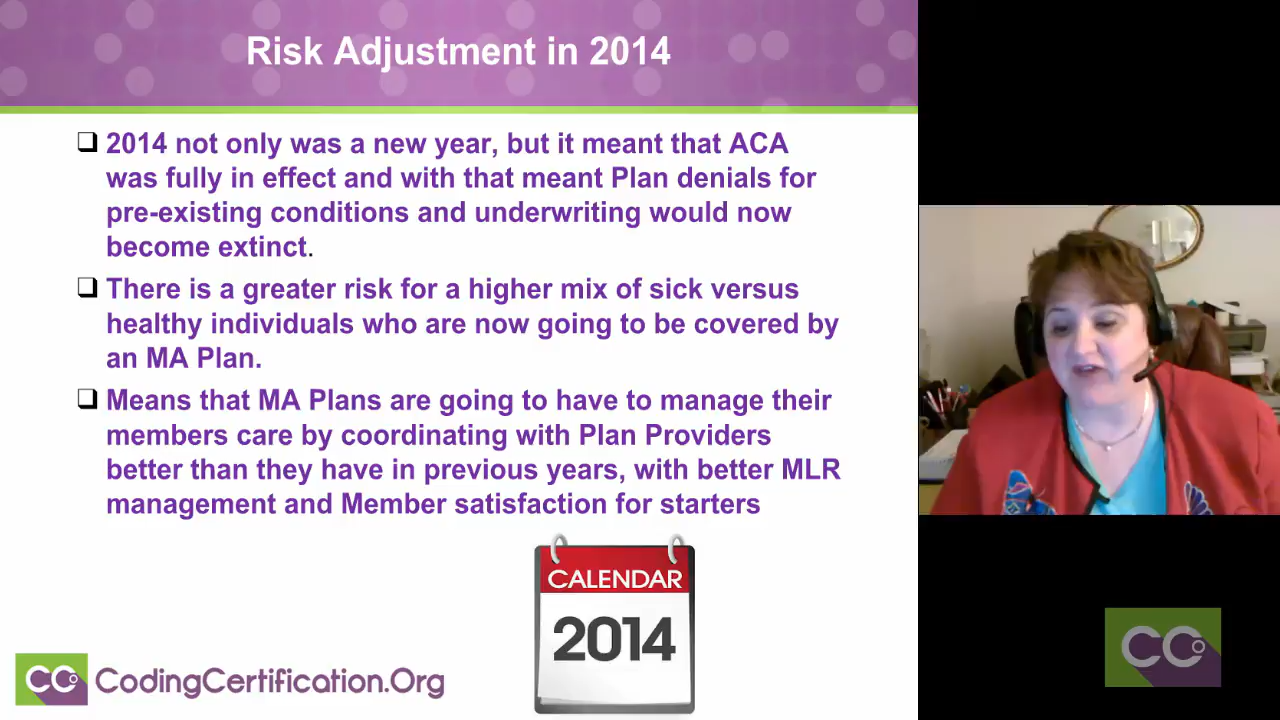 Risk Adjustment in 2014
2014 not only was a new year, but it meant that ACA
was fully in effect and with that meant Plan denials for
pre-existing conditions and underwriting would now
become extinct.
There is a greater risk for a higher mix of sick versus
healthy individuals who are now going to be covered by
an MA Plan.
Means that MA Plans are going to have to manage their
members care by coordinating with Plan Providers
better than they have in previous years, with better MLR
management and Member satisfaction for starters
CALENDAR
2014
CC CodingCertification.Org
CC